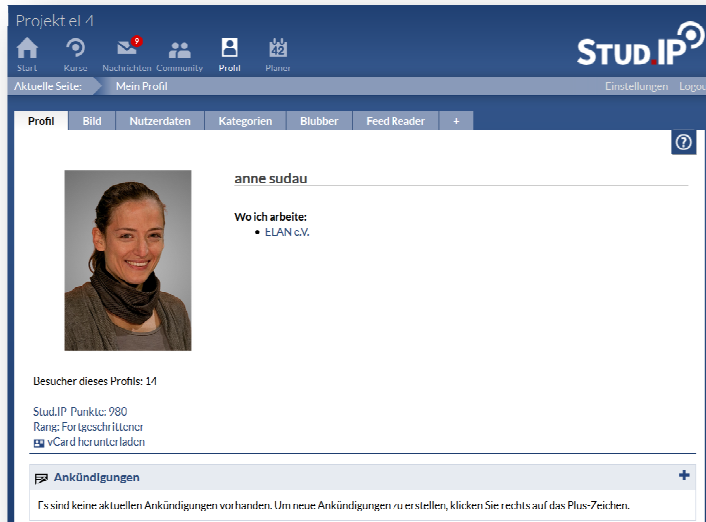 Projekt eL4
9
42
Start Kurse Nachrichten Community Profil Planer
STUD.IP
Aktuelle Seite: Mein Profil Einstellungen Logou
Profil Bild Nutzerdaten Kategorien Blubber Feed Reader +
?
anne sudau
Wo ich arbeite:
• ELAN e.V.
Besucher dieses Profils: 14
Stud.IP-Punkte: 980
Rang: Fortgeschrittener
vCard herunterladen
Ankündigungen
Es sind keine aktuellen Ankündigungen vorhanden. Um neue Ankündigungen zu erstellen, klicken Sie rechts auf das Plus-Zeichen.